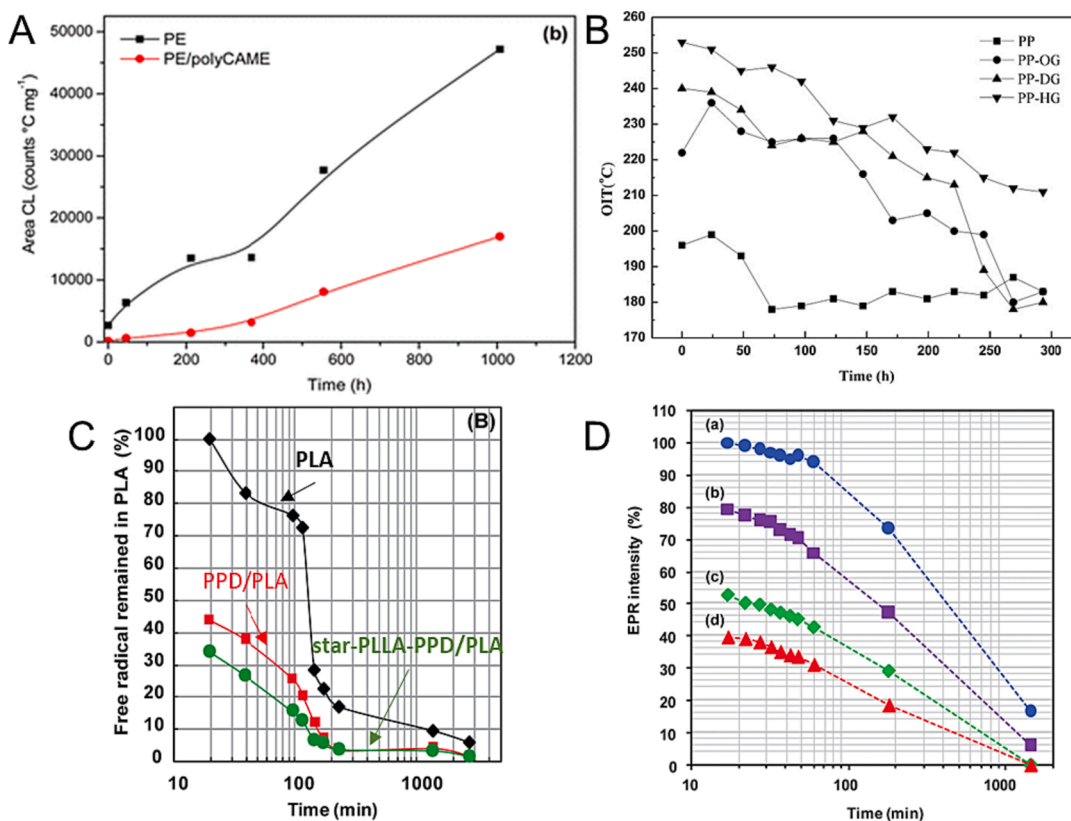 A
(b)
PE
PE/polyCAME
Area CL (counts °C mg⁻¹)
50000
40000
30000
20000
10000
0
0 200 400 600 800 1000 1200
Time (h)
B
PP
PP-OG
PP-DG
PP-HG
OIT(°C)
260
250
240
230
220
210
200
190
180
170
0 50 100 150 200 250 300
Time (h)
C
(B)
Free radical remained in PLA (%)
100
90
80
70
60
50
40
30
20
10
0
PLA
PPD/PLA
star-PLLA-PPD/PLA
10 100 1000
Time (min)
D
EPR intensity (%)
110
100
90
80
70
60
50
40
30
20
10
0
(a)
(b)
(c)
(d)
10 100 1000
Time (min)